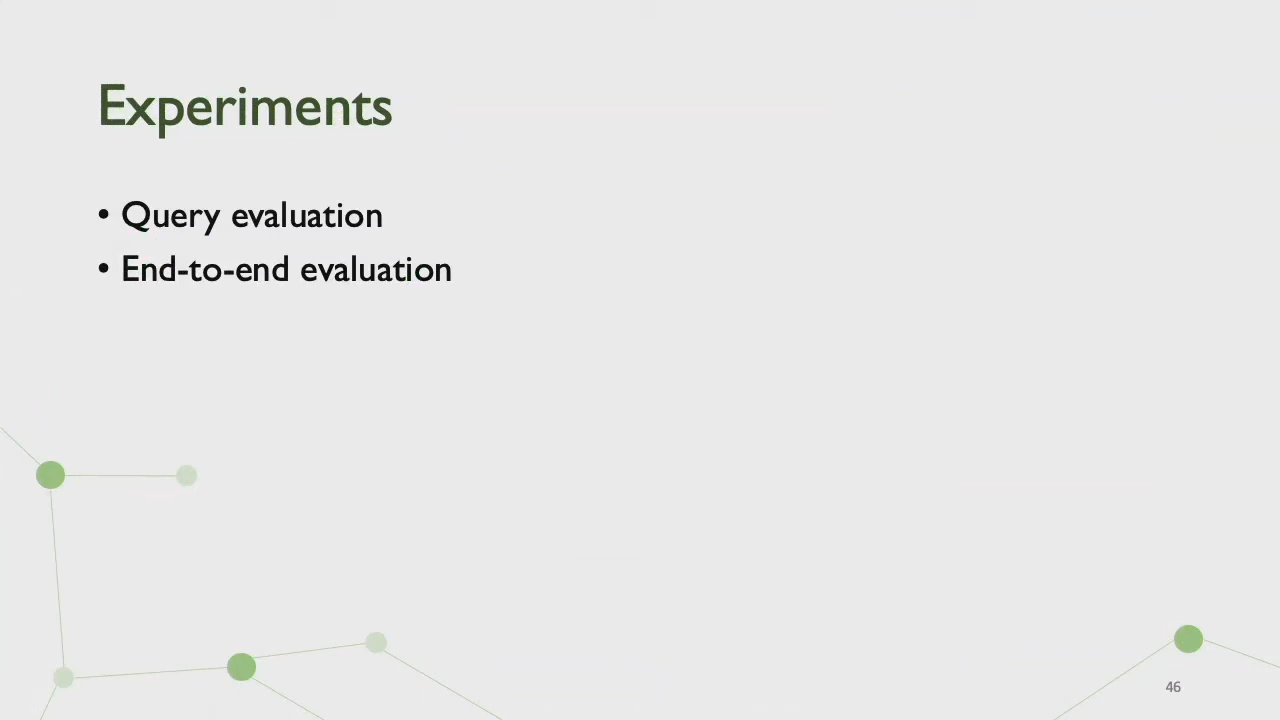 Experiments
• Query evaluation
• End-to-end evaluation
46